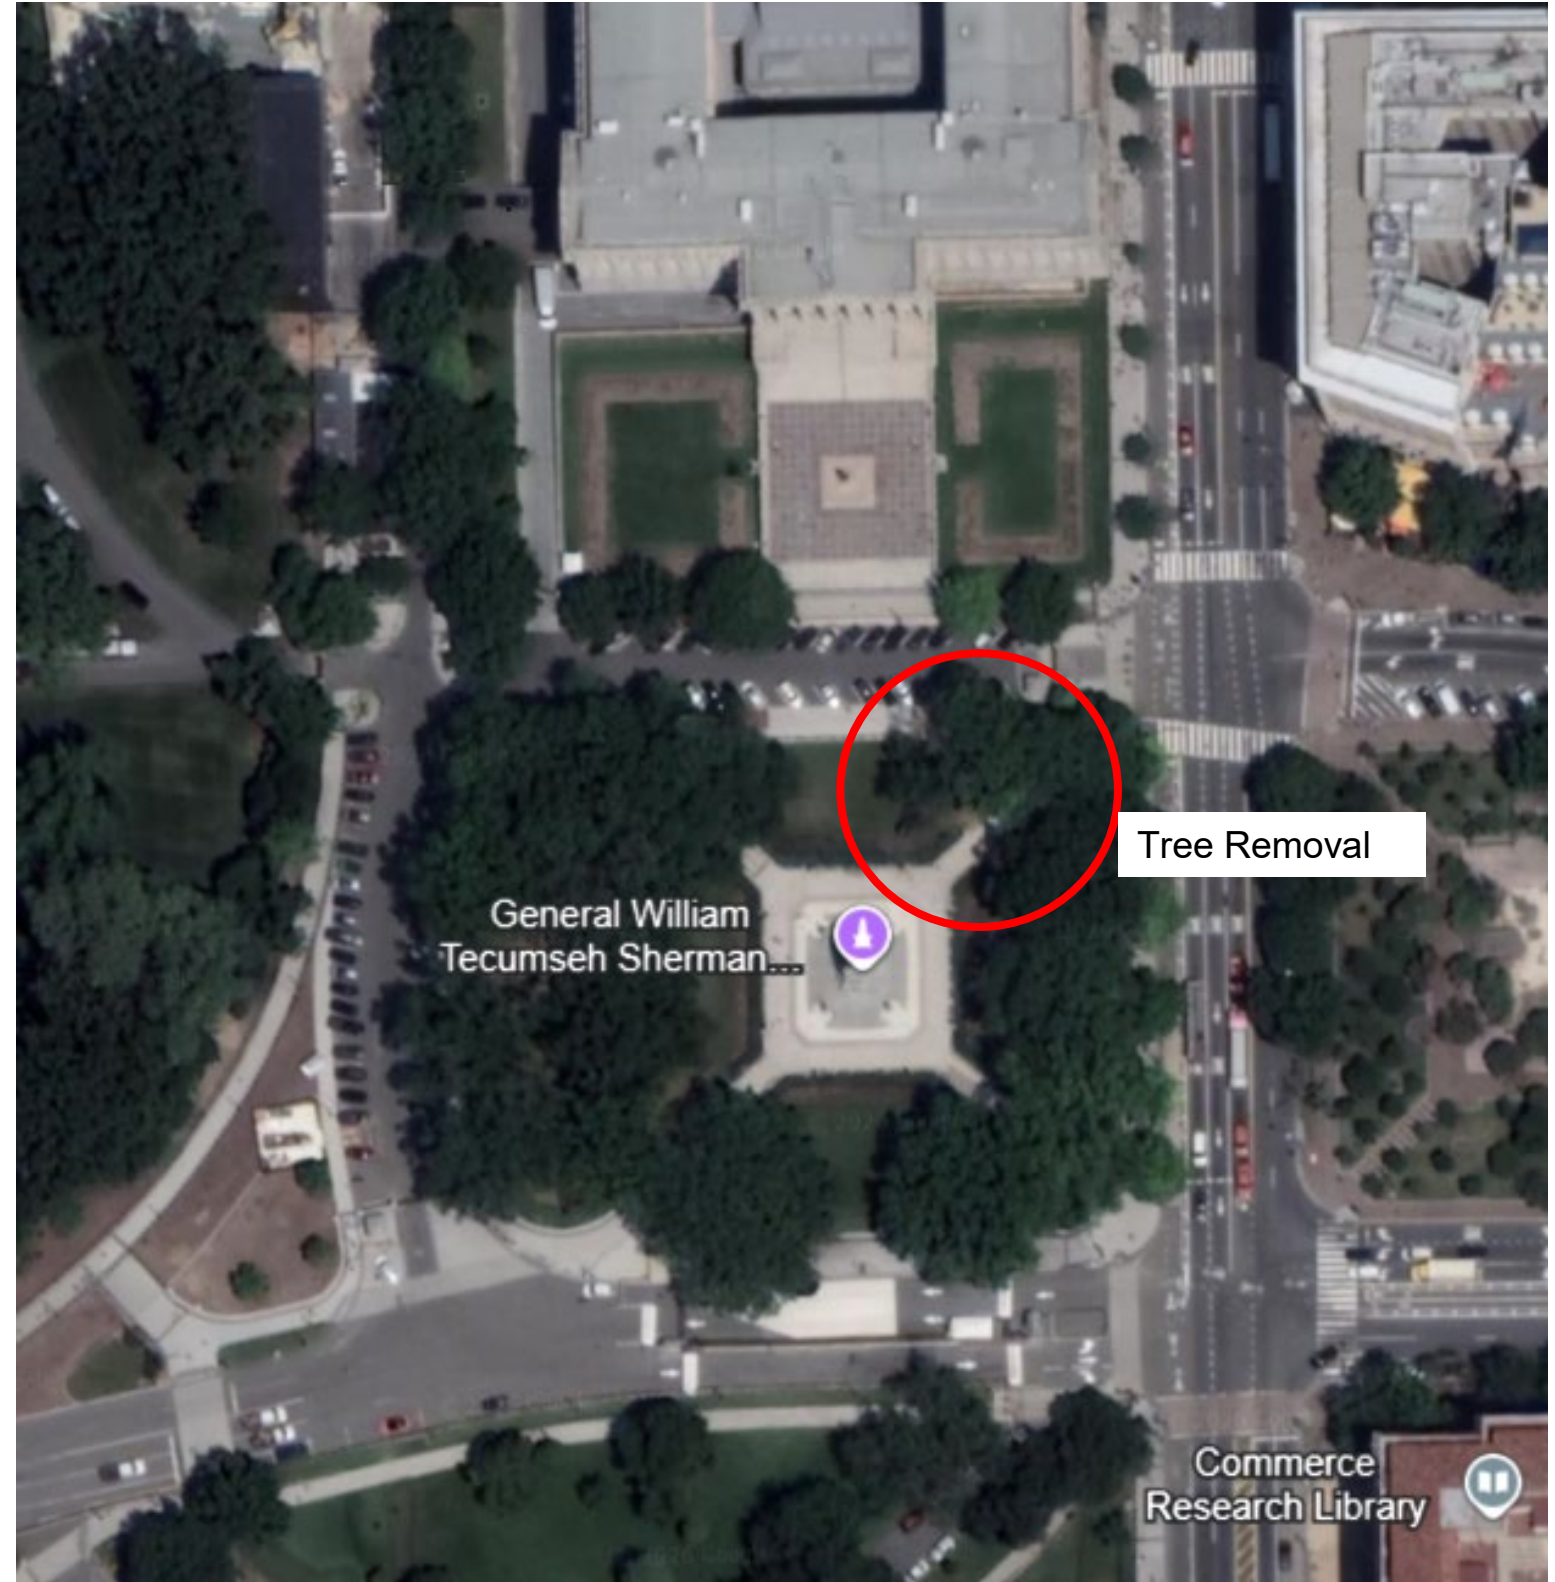 Tree Removal
General William
Tecumseh Sherman...
Commerce
Research Library